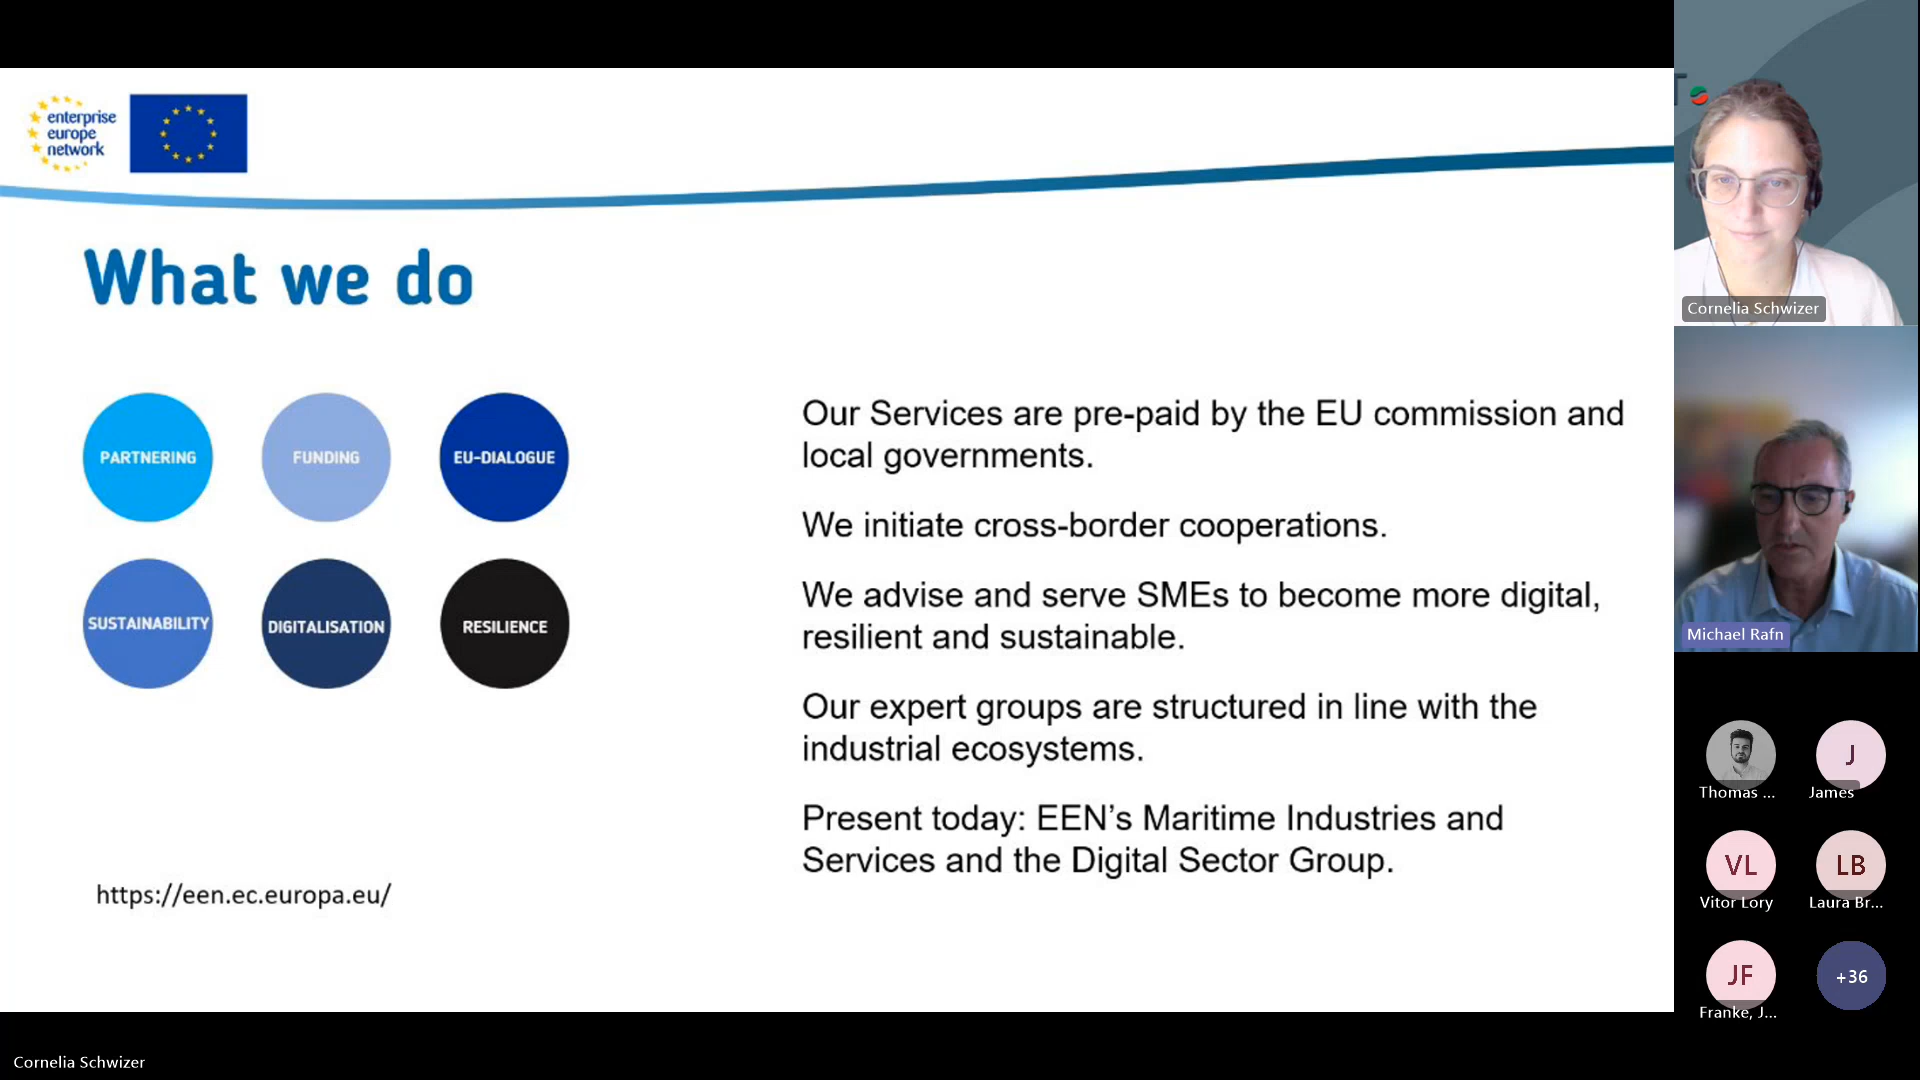 enterprise
europe
network
What we do
PARTNERING
FUNDING
EU-DIALOGUE
SUSTAINABILITY
DIGITALISATION
RESILIENCE
https://een.ec.europa.eu/
Our Services are pre-paid by the EU commission and
local governments.
We initiate cross-border cooperations.
We advise and serve SMEs to become more digital,
resilient and sustainable.
Our expert groups are structured in line with the
industrial ecosystems.
Present today: EEN’s Maritime Industries and
Services and the Digital Sector Group.
Cornelia Schwizer
Michael Rafn
Thomas ...
J
James
VL
Vitor Lory
LB
Laura Br...
JF
Franke, J...
+36
Cornelia Schwizer